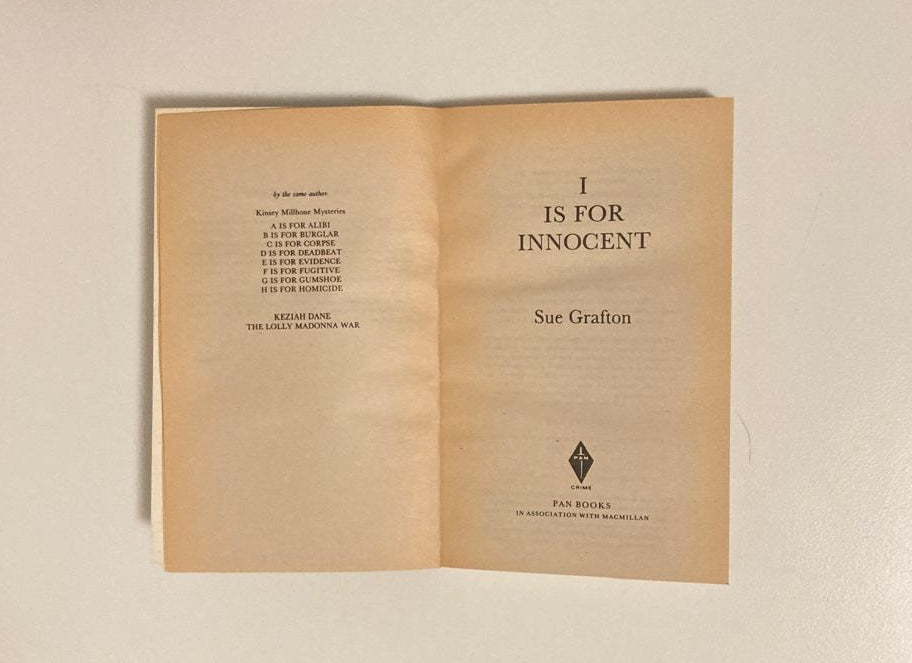 by the same author
Kinsey Millhone Mysteries
A IS FOR ALIBI
B IS FOR BURGLAR
C IS FOR CORPSE
D IS FOR DEADBEAT
E IS FOR EVIDENCE
F IS FOR FUGITIVE
G IS FOR GUMSHOE
H IS FOR HOMICIDE
KEZIAH DANE
THE LOLLY MADONNA WAR
I
IS FOR
INNOCENT
Sue Grafton
PAN
CRIME
PAN BOOKS
IN ASSOCIATION WITH MACMILLAN